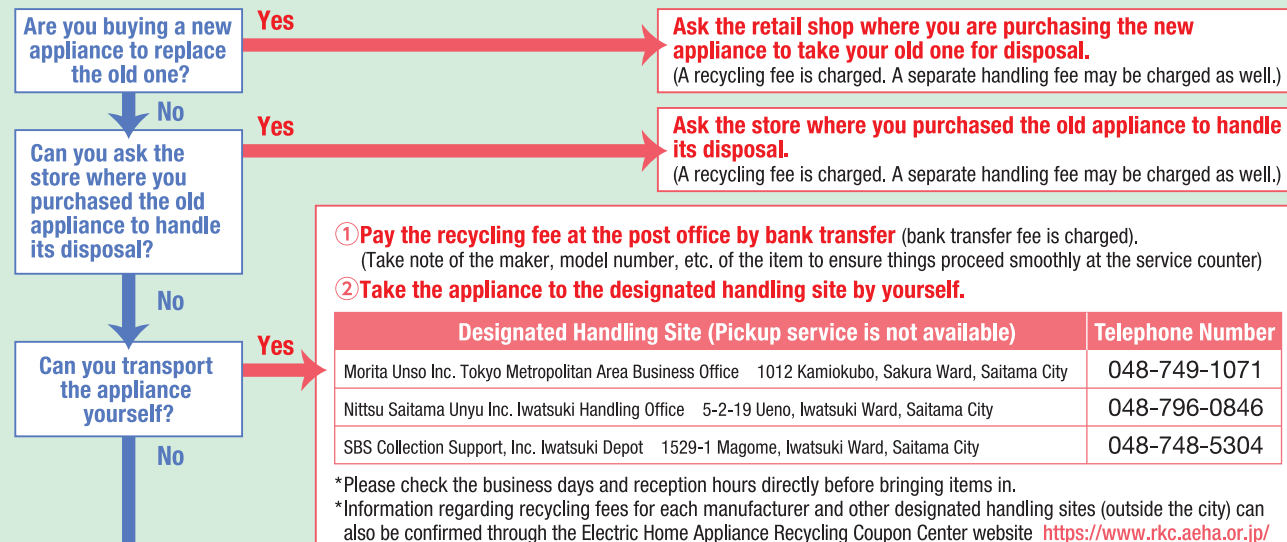 Are you buying a new
appliance to replace
the old one?
Yes
Ask the retail shop where you are purchasing the new
appliance to take your old one for disposal.
(A recycling fee is charged. A separate handling fee may be charged as well.)
No
Can you ask the
store where you
purchased the old
appliance to handle
its disposal?
Yes
Ask the store where you purchased the old appliance to handle
its disposal.
(A recycling fee is charged. A separate handling fee may be charged as well.)
No
Can you transport
the appliance
yourself?
Yes
①Pay the recycling fee at the post office by bank transfer (bank transfer fee is charged).
(Take note of the maker, model number, etc. of the item to ensure things proceed smoothly at the service counter)
②Take the appliance to the designated handling site by yourself.
Designated Handling Site (Pickup service is not available) Telephone Number
Morita Unso Inc. Tokyo Metropolitan Area Business Office 1012 Kamiokubo, Sakura Ward, Saitama City 048-749-1071
Nittsu Saitama Unyu Inc. Iwatsuki Handling Office 5-2-19 Ueno, Iwatsuki Ward, Saitama City 048-796-0846
SBS Collection Support, Inc. Iwatsuki Depot 1529-1 Magome, Iwatsuki Ward, Saitama City 048-748-5304
*Please check the business days and reception hours directly before bringing items in.
*Information regarding recycling fees for each manufacturer and other designated handling sites (outside the city) can
also be confirmed through the Electric Home Appliance Recycling Coupon Center website https://www.rkc.aeha.or.jp/
No